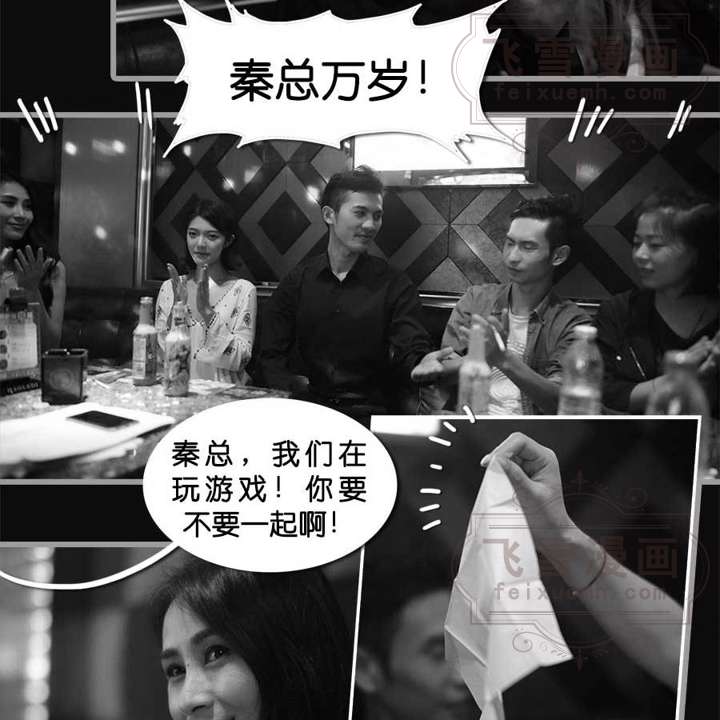 飞雪漫画
feixuemh.com
秦总万岁！
秦总，我们在
玩游戏！你要
不要一起啊！
飞雪漫画
feixuemh.com